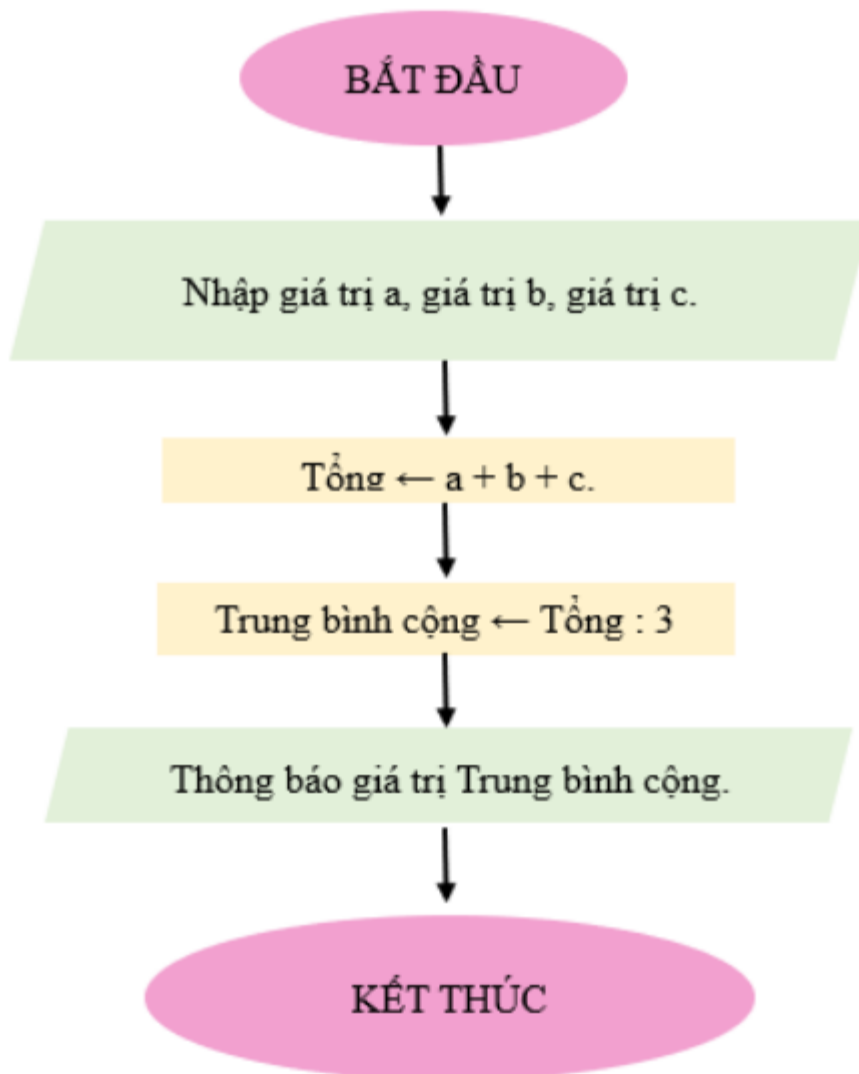 BẮT ĐẦU
Nhập giá trị a, giá trị b, giá trị c.
Tổng ← a + b + c.
Trung bình cộng ← Tổng : 3
Thông báo giá trị Trung bình cộng.
KẾT THÚC